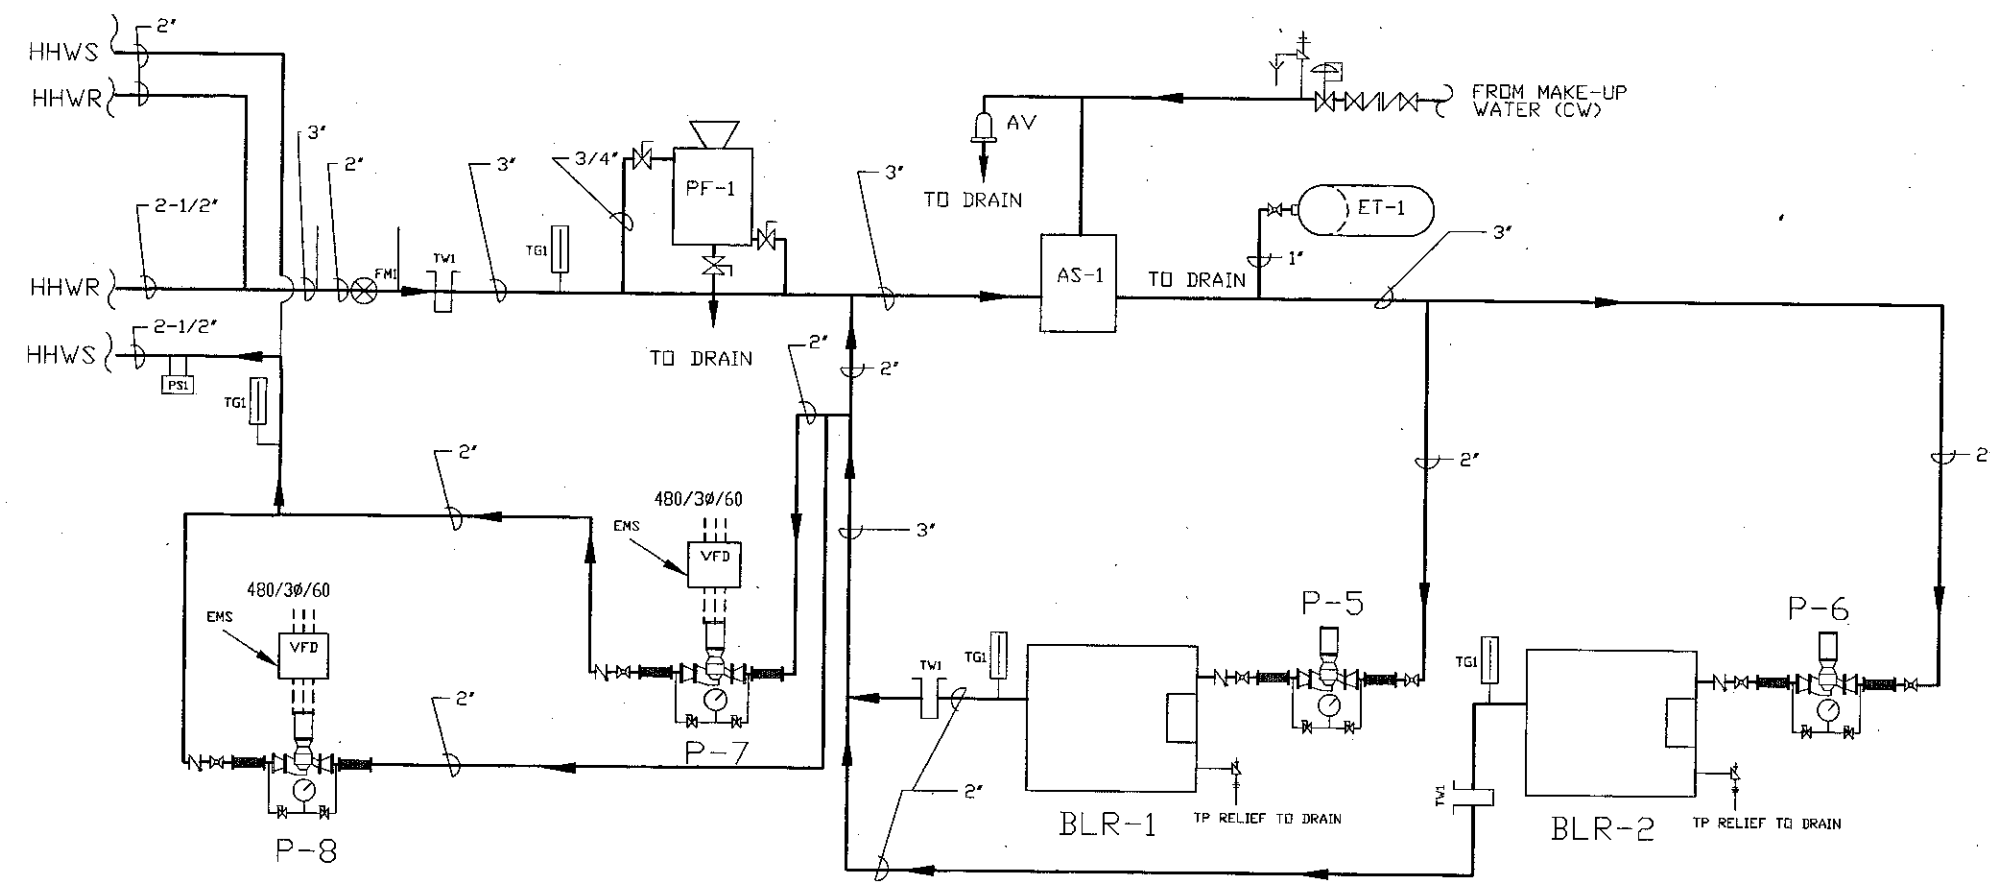 2"
HHWS
HHWR
FROM MAKE-UP
WATER (CW)
AV
3"
2"
3"
3/4"
PF-1
3"
TO DRAIN
ET-1
2-1/2"
TG1
3"
HHWR
FM1
TW1
AS-1
TO DRAIN
1"
2-1/2"
HHWS
PS1
TO DRAIN
2"
2"
TG1
2"
2"
2"
480/3Ø/60
EMS
VFD
3"
480/3Ø/60
EMS
VFD
P-5
P-6
TW1
TG1
TG1
2"
P-7
2"
TW1
BLR-1
TP RELIEF TO DRAIN
BLR-2
TP RELIEF TO DRAIN
P-8